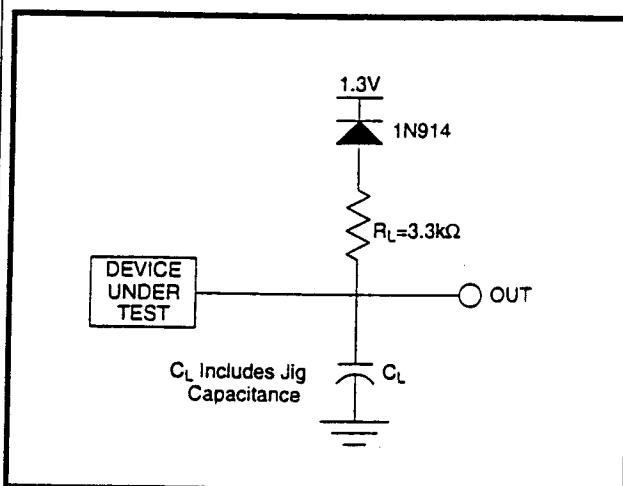 1.3V
1N914
R_L=3.3kΩ
DEVICE
UNDER
TEST
OUT
C_L Includes Jig
Capacitance
C_L